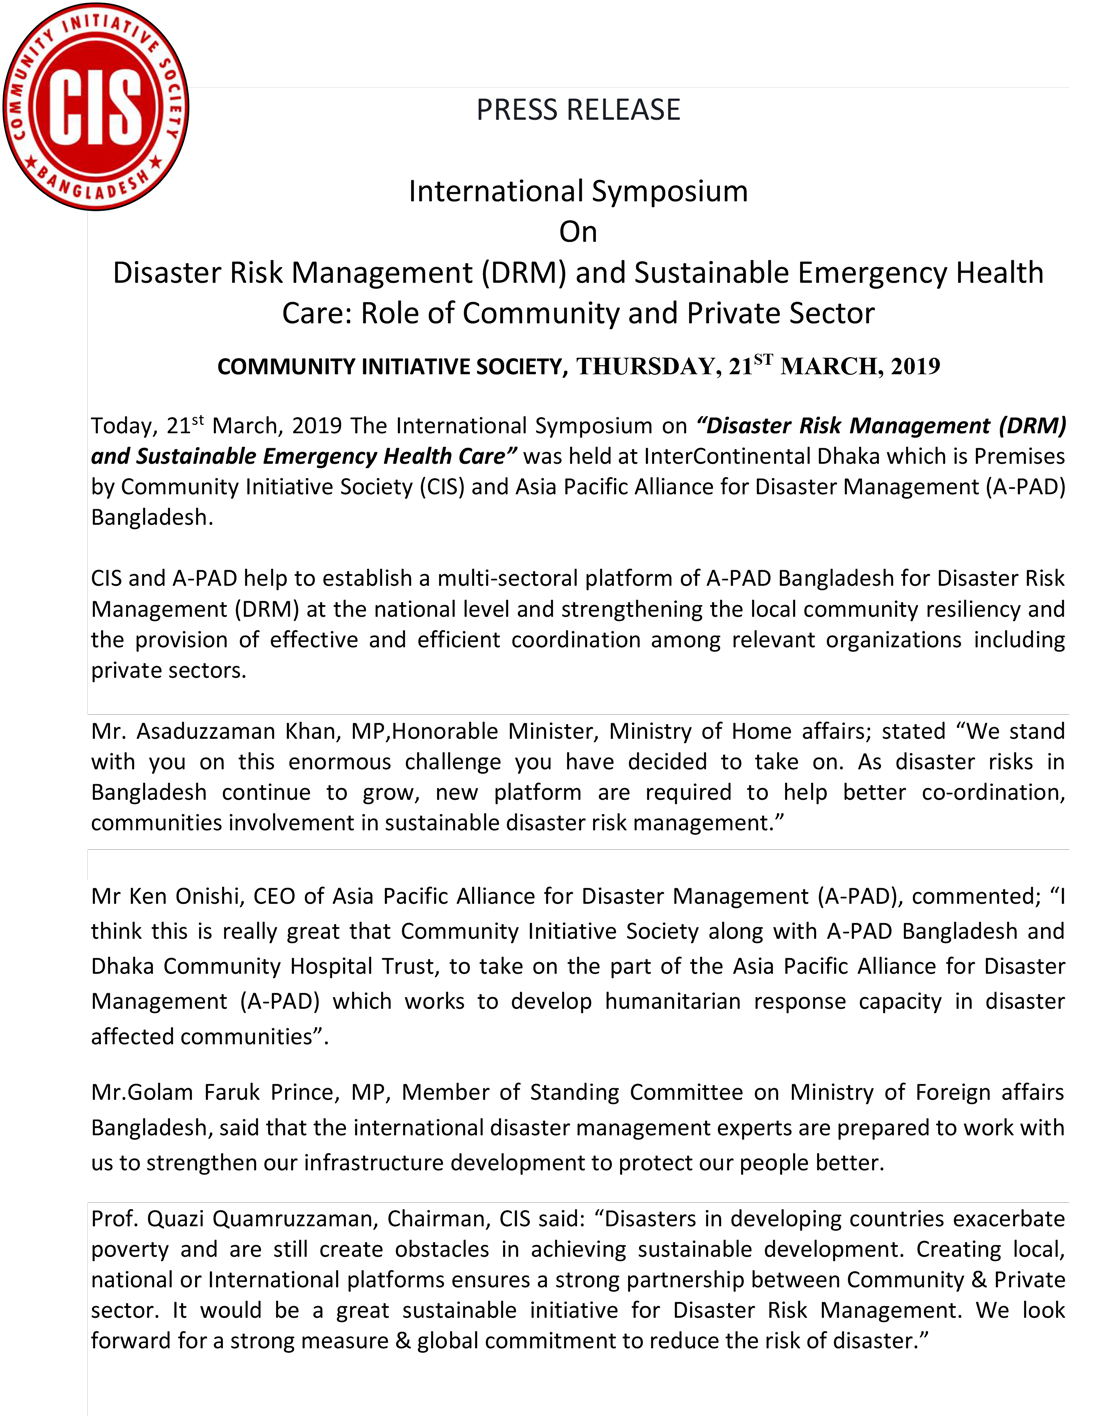 COMMUNITY INITIATIVE SOCIETY
CIS
★ BANGLADESH ★
PRESS RELEASE
International Symposium
On
Disaster Risk Management (DRM) and Sustainable Emergency Health
Care: Role of Community and Private Sector
COMMUNITY INITIATIVE SOCIETY, THURSDAY, 21ST MARCH, 2019
Today, 21st March, 2019 The International Symposium on “Disaster Risk Management (DRM)
and Sustainable Emergency Health Care” was held at InterContinental Dhaka which is Premises
by Community Initiative Society (CIS) and Asia Pacific Alliance for Disaster Management (A-PAD)
Bangladesh.
CIS and A-PAD help to establish a multi-sectoral platform of A-PAD Bangladesh for Disaster Risk
Management (DRM) at the national level and strengthening the local community resiliency and
the provision of effective and efficient coordination among relevant organizations including
private sectors.
Mr. Asaduzzaman Khan, MP,Honorable Minister, Ministry of Home affairs; stated “We stand
with you on this enormous challenge you have decided to take on. As disaster risks in
Bangladesh continue to grow, new platform are required to help better co-ordination,
communities involvement in sustainable disaster risk management.”
Mr Ken Onishi, CEO of Asia Pacific Alliance for Disaster Management (A-PAD), commented; “I
think this is really great that Community Initiative Society along with A-PAD Bangladesh and
Dhaka Community Hospital Trust, to take on the part of the Asia Pacific Alliance for Disaster
Management (A-PAD) which works to develop humanitarian response capacity in disaster
affected communities”.
Mr.Golam Faruk Prince, MP, Member of Standing Committee on Ministry of Foreign affairs
Bangladesh, said that the international disaster management experts are prepared to work with
us to strengthen our infrastructure development to protect our people better.
Prof. Quazi Quamruzzaman, Chairman, CIS said: “Disasters in developing countries exacerbate
poverty and are still create obstacles in achieving sustainable development. Creating local,
national or International platforms ensures a strong partnership between Community & Private
sector. It would be a great sustainable initiative for Disaster Risk Management. We look
forward for a strong measure & global commitment to reduce the risk of disaster.”